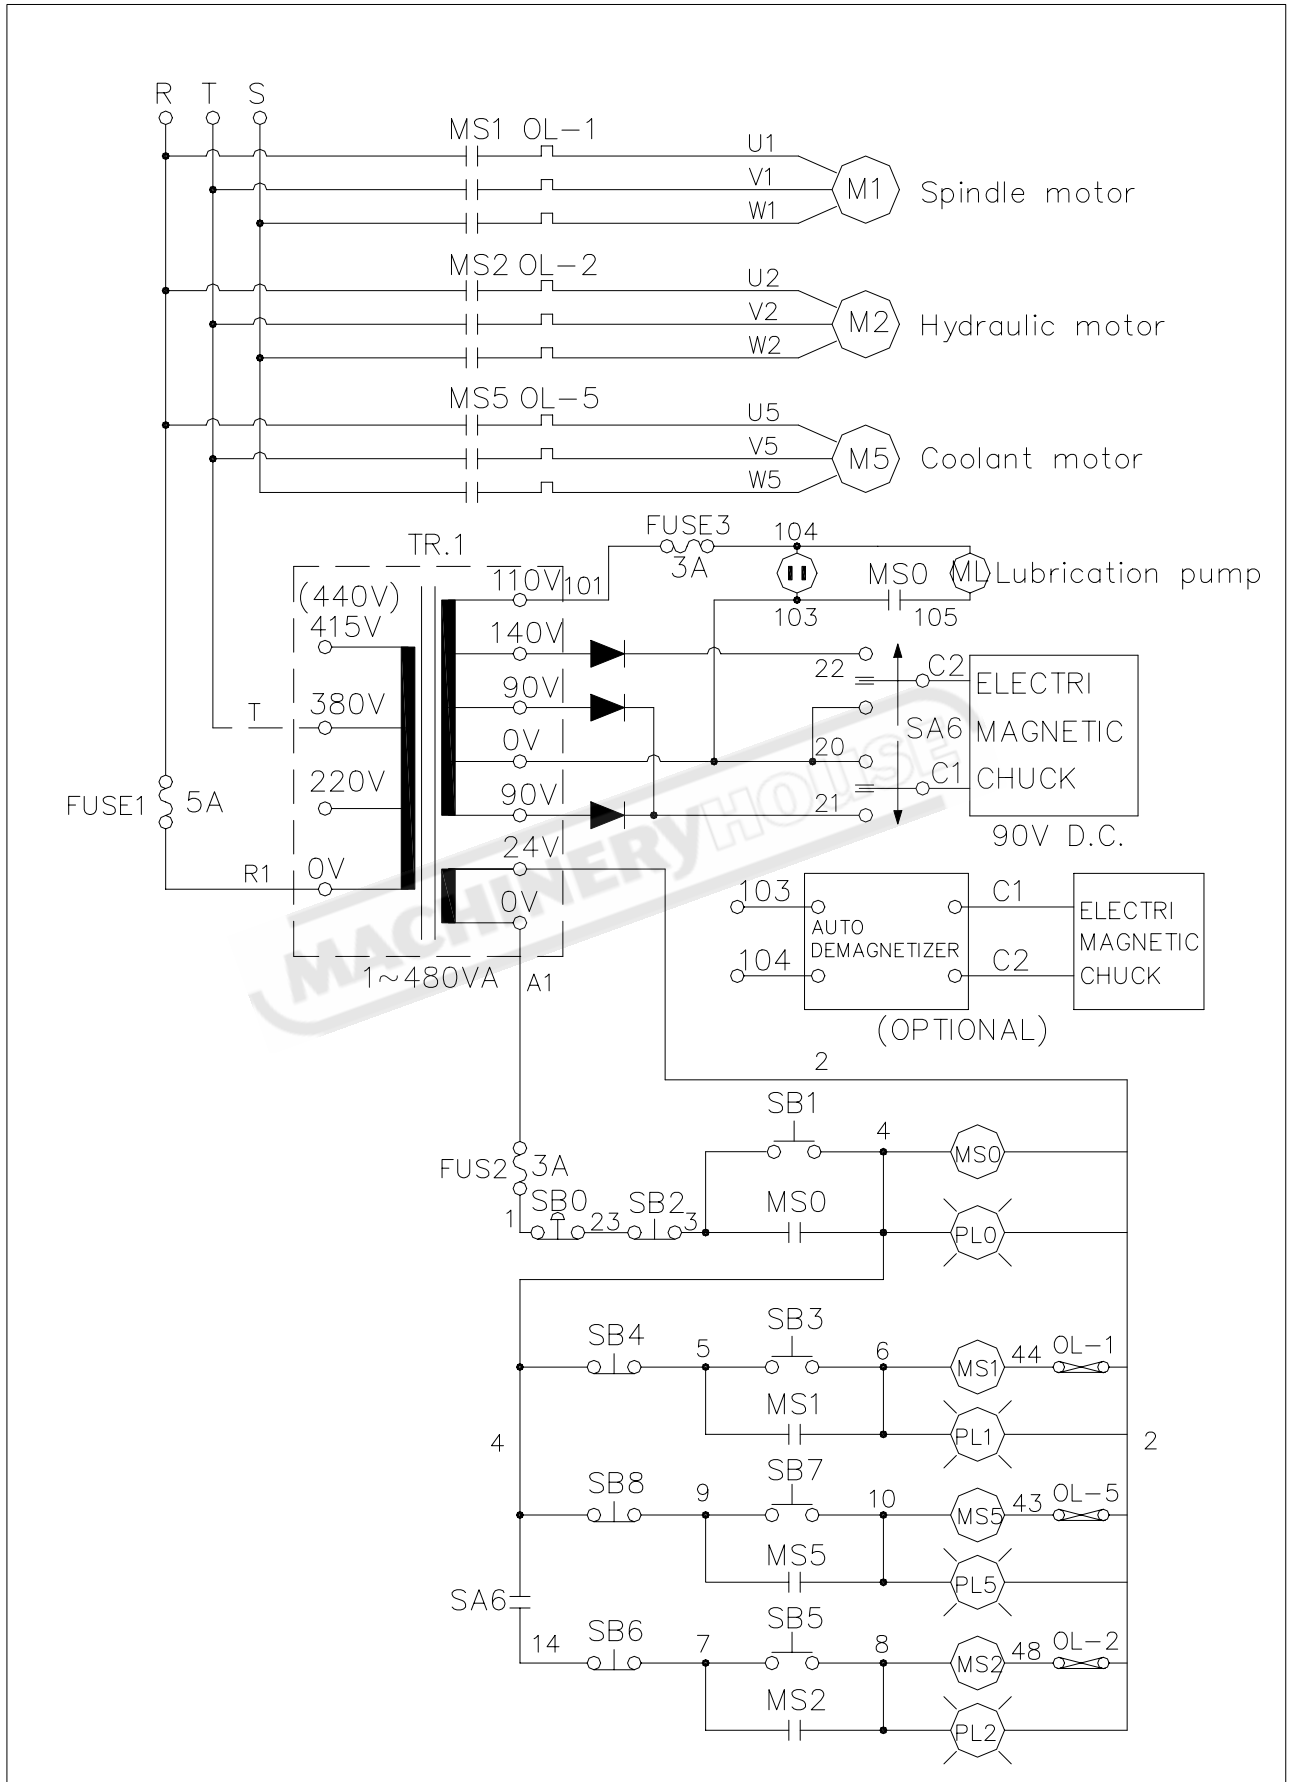 R T S
MS1 OL-1
U1
V1
W1
M1
Spindle motor
MS2 OL-2
U2
V2
W2
M2
Hydraulic motor
MS5 OL-5
U5
V5
W5
M5
Coolant motor
FUSE3
3A
104
TR.1
(440V)
415V
110V
101
MS0
ML
Lubrication pump
103
105
140V
22
C2
ELECTRI
380V
T
90V
SA6
MAGNETIC
0V
20
C1
CHUCK
220V
FUSE1
5A
90V
21
90V D.C.
24V
R1
0V
0V
MACHINERYHOUSE
1~480VA
A1
103
AUTO
DEMAGNETIZER
104
C1
C2
ELECTRI
MAGNETIC
CHUCK
(OPTIONAL)
2
SB1
4
MS0
FUS2
3A
SB0
SB2
MS0
1
23
3
PL0
SB4
5
SB3
6
MS1
44
OL-1
MS1
PL1
4
2
SB8
9
SB7
10
MS5
43
OL-5
MS5
PL5
SA6
14
SB6
7
SB5
8
MS2
48
OL-2
MS2
PL2